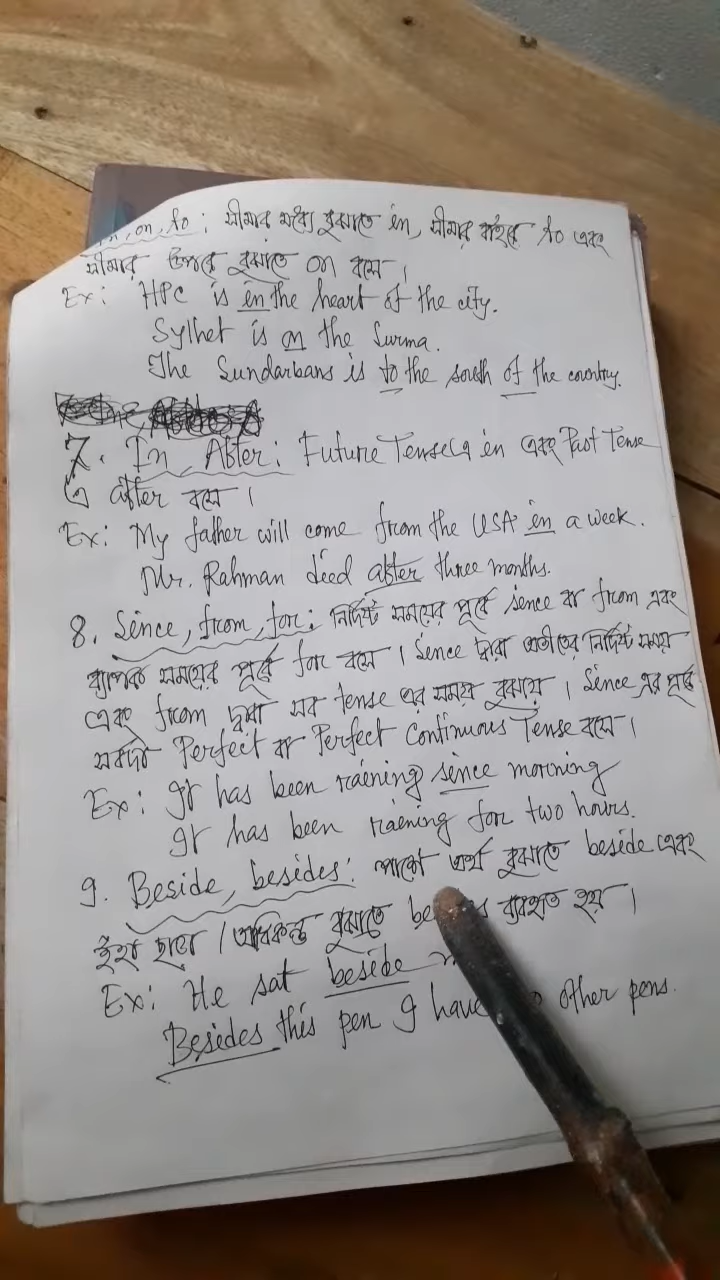 in, on, to: সীমার মধ্যে বুঝাতে in, সীমার বাইরে to এবং
সীমার উপরে বুঝাতে on বসে।
Ex: HPC is in the heart of the city.
Sylhet is on the Surma.
The Sundarbans is to the south of the country.
7. In, After: Future Tense এ in এবং Past Tense
এ after বসে।
Ex: My father will come from the USA in a week.
Mr. Rahman died after three months.
8. Since, from, for: নির্দিষ্ট সময়ের পূর্বে since বা from এবং
ব্যাপক সময়ের পূর্বে for বসে। Since দ্বারা অতীতের নির্দিষ্ট সময়
এবং from দ্বারা সব tense এর সময় বুঝায়। Since এর পূর্বে
সবদা Perfect বা Perfect Continuous Tense বসে।
Ex: It has been raining since morning
It has been raining for two hours.
9. Beside, besides: পাশে অর্থ বুঝাতে beside এবং
ইহা ছাড়া / অধিকন্তু বুঝাতে ব্যবহৃত হয়।
Ex: He sat beside
Besides this pen I have other pens.